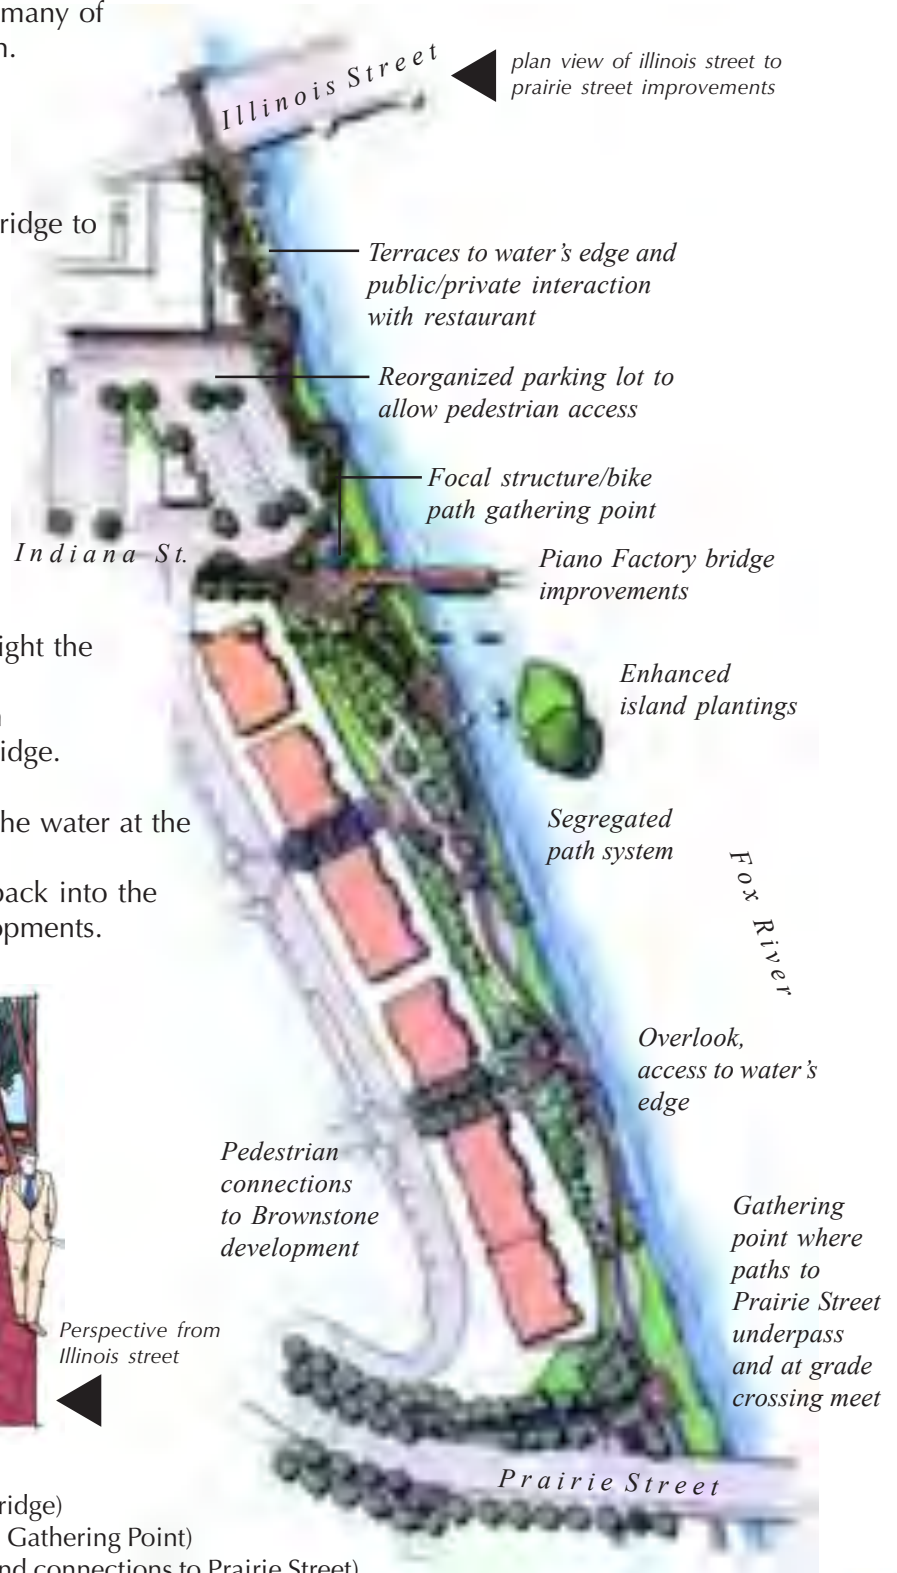 many of
n.
Illinois Street
plan view of illinois street to
prairie street improvements
ridge to
Terraces to water's edge and
public/private interaction
with restaurant
Reorganized parking lot to
allow pedestrian access
Focal structure/bike
path gathering point
Indiana St.
Piano Factory bridge
improvements
ight the
Enhanced
island plantings
idge.
he water at the
Segregated
path system
Fox River
back into the
opments.
Overlook,
access to water's
edge
Pedestrian
connections
to Brownstone
development
Gathering
point where
paths to
Prairie Street
underpass
and at grade
crossing meet
Perspective from
Illinois street
Prairie Street
ridge)
Gathering Point)
nd connections to Prairie Street)